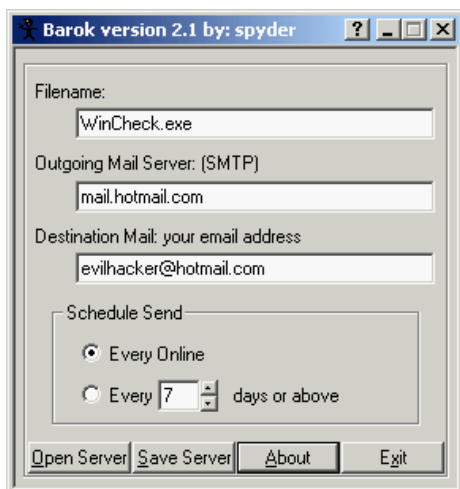 Barok version 2.1 by: spyder
Filename:
WinCheck.exe
Outgoing Mail Server: (SMTP)
mail.hotmail.com
Destination Mail: your email address
evilhacker@hotmail.com
Schedule Send
Every Online
Every 7 days or above
Open Server Save Server About Exit